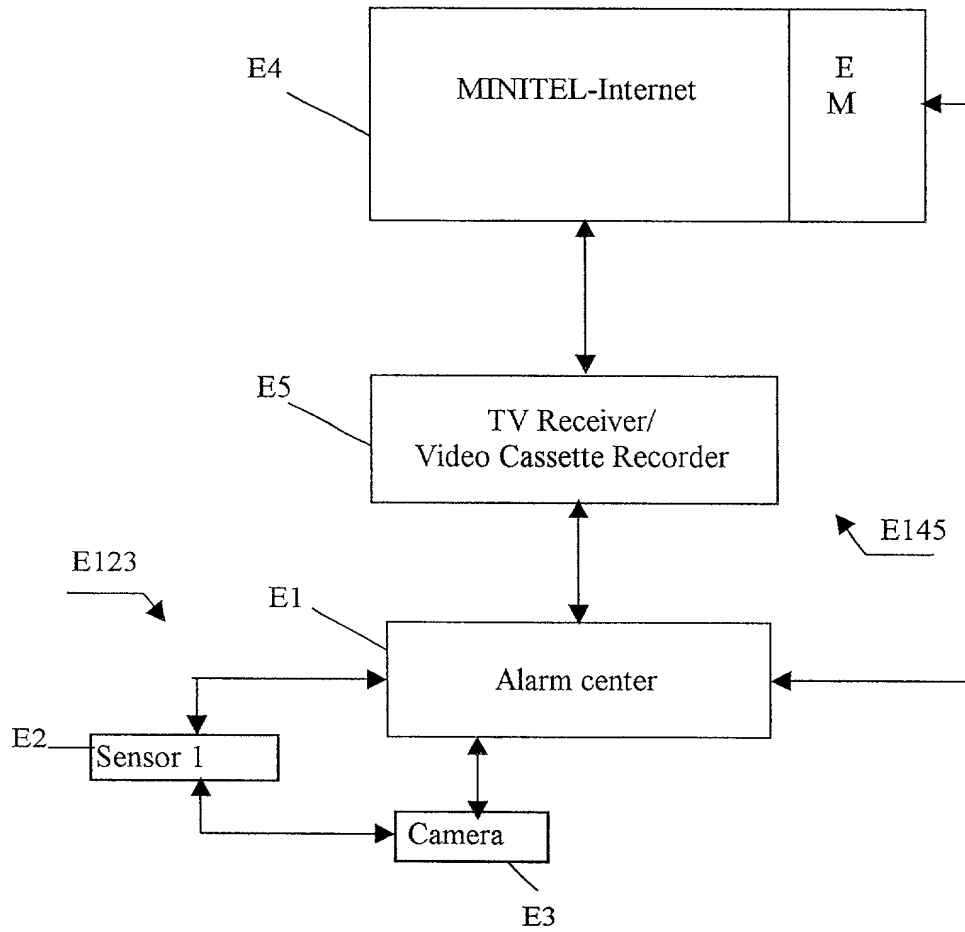 E4
MINITEL-Internet
E
M
E5
TV Receiver/
Video Cassette Recorder
E145
E123
E1
Alarm center
E2
Sensor 1
Camera
E3